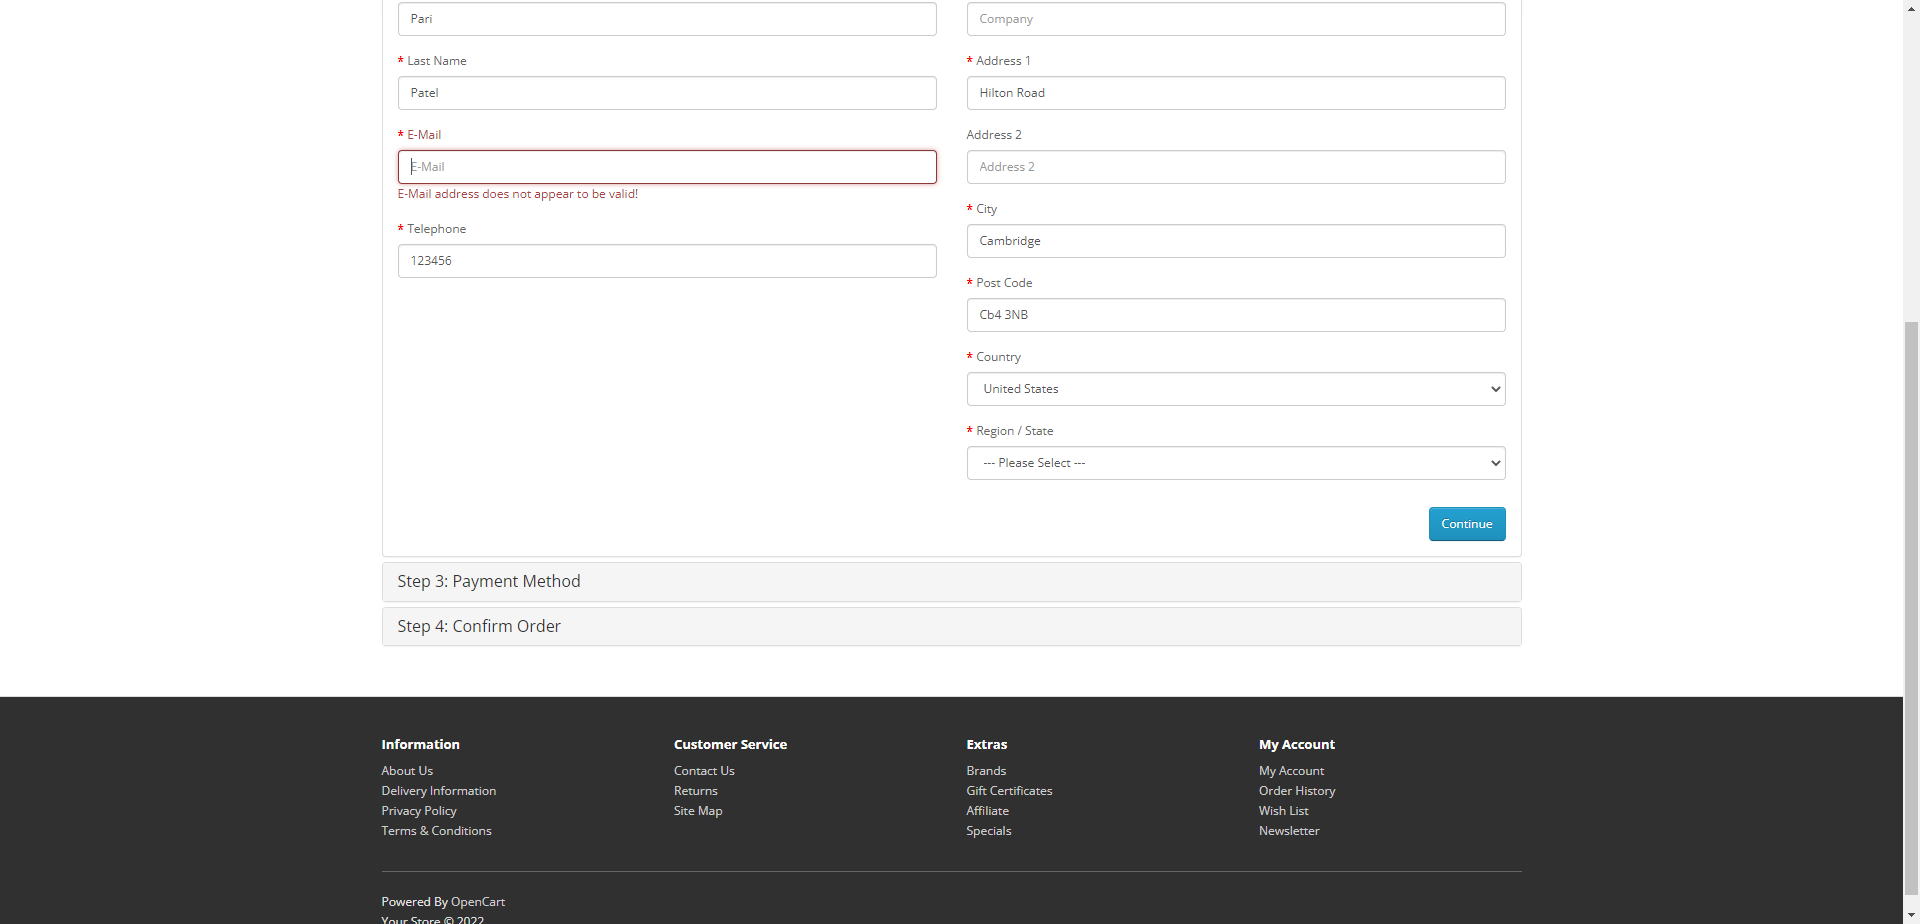 Pari
* Last Name
Patel
* E-Mail
E-Mail
E-Mail address does not appear to be valid!
* Telephone
123456
Company
* Address 1
Hilton Road
Address 2
Address 2
* City
Cambridge
* Post Code
Cb4 3NB
* Country
United States
* Region / State
--- Please Select ---
Continue
Step 3: Payment Method
Step 4: Confirm Order
Information
About Us
Delivery Information
Privacy Policy
Terms & Conditions
Customer Service
Contact Us
Returns
Site Map
Extras
Brands
Gift Certificates
Affiliate
Specials
My Account
My Account
Order History
Wish List
Newsletter
Powered By OpenCart
Your Store © 2022